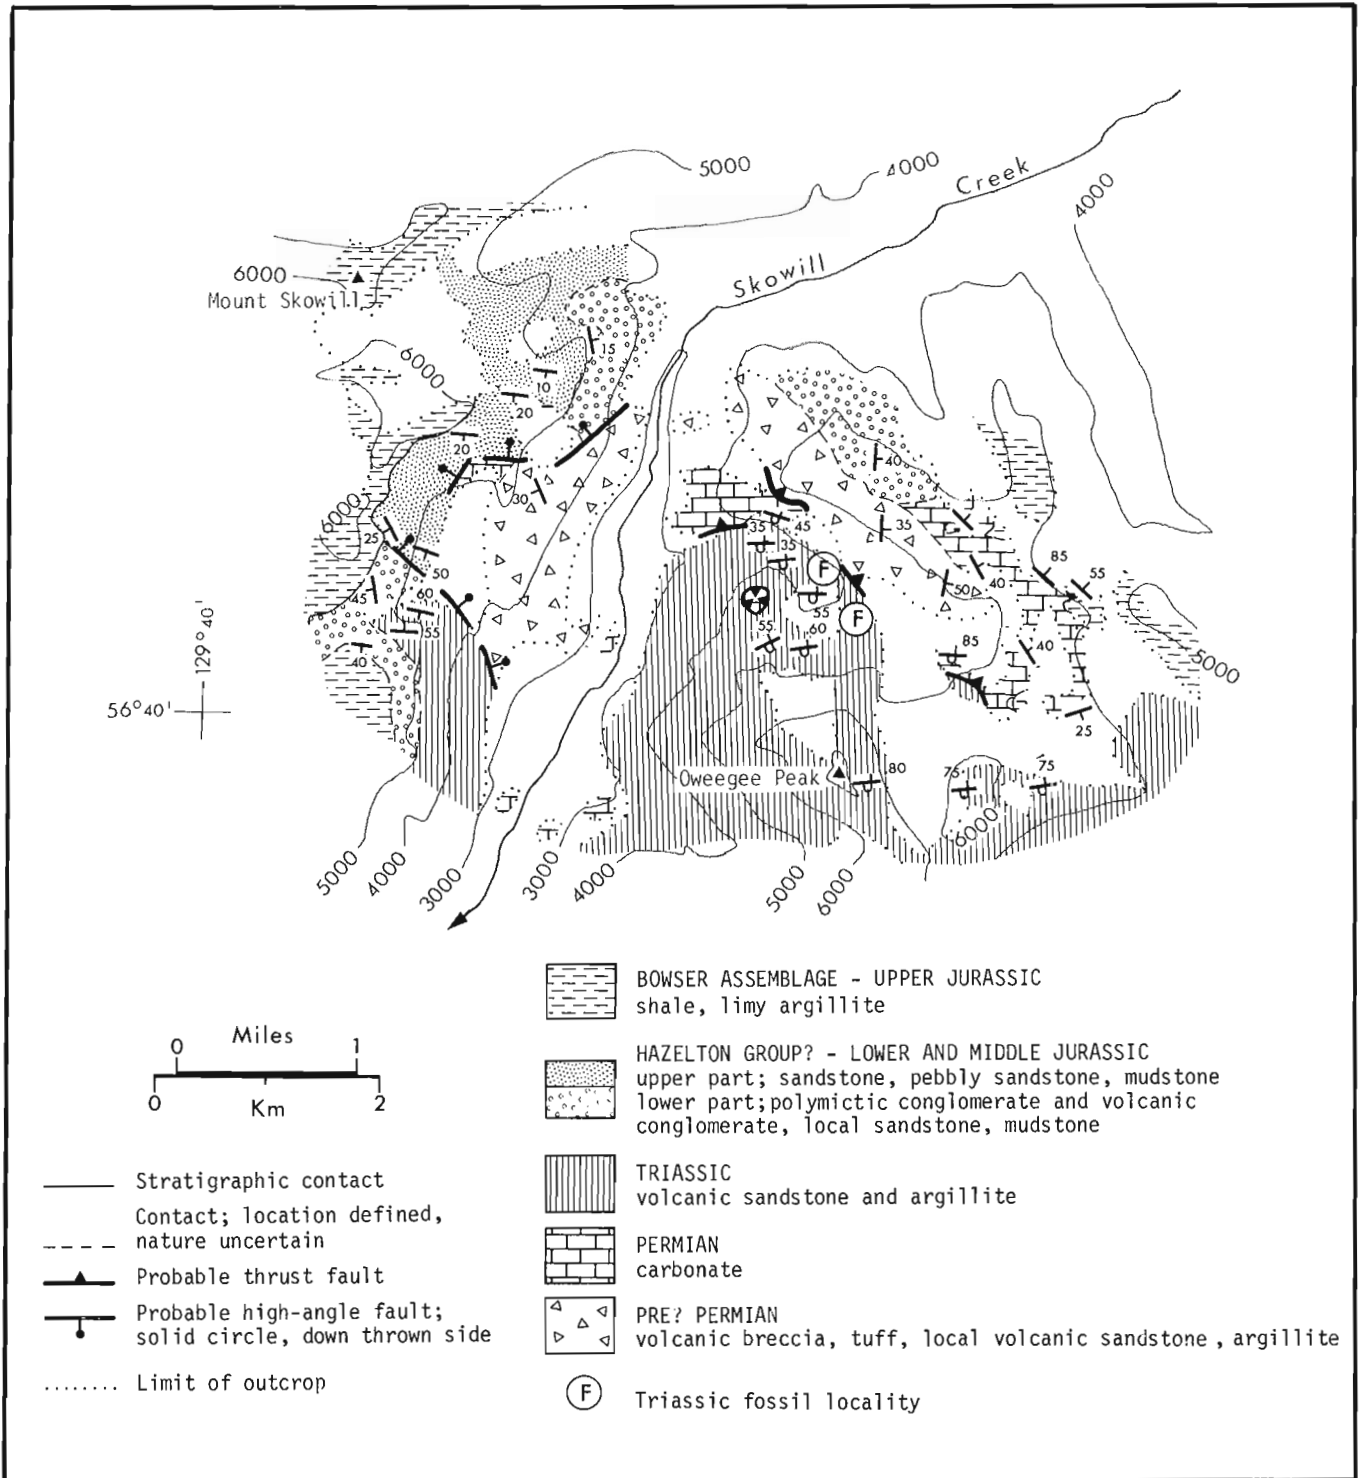 5000
4000
Creek
4000
Skowill
6000
Mount Skowill
6000
15
10
20
20
40
30
6000
35
45
35
25
35
F
85
55
50
40
50
45
60
55
F
55
55
60
40
85
40
5000
129°40'
56°40'
25
Oweegee Peak
80
75
75
6000
5000
4000
3000
3000
4000
5000
6000
BOWSER ASSEMBLAGE - UPPER JURASSIC
shale, limy argillite
Miles
0 1
0 2
Km
HAZELTON GROUP? - LOWER AND MIDDLE JURASSIC
upper part; sandstone, pebbly sandstone, mudstone
lower part;polymictic conglomerate and volcanic
conglomerate, local sandstone, mudstone
TRIASSIC
volcanic sandstone and argillite
PERMIAN
carbonate
PRE? PERMIAN
volcanic breccia, tuff, local volcanic sandstone , argillite
F
Triassic fossil locality
Stratigraphic contact
Contact; location defined,
nature uncertain
Probable thrust fault
Probable high-angle fault;
solid circle, down thrown side
Limit of outcrop